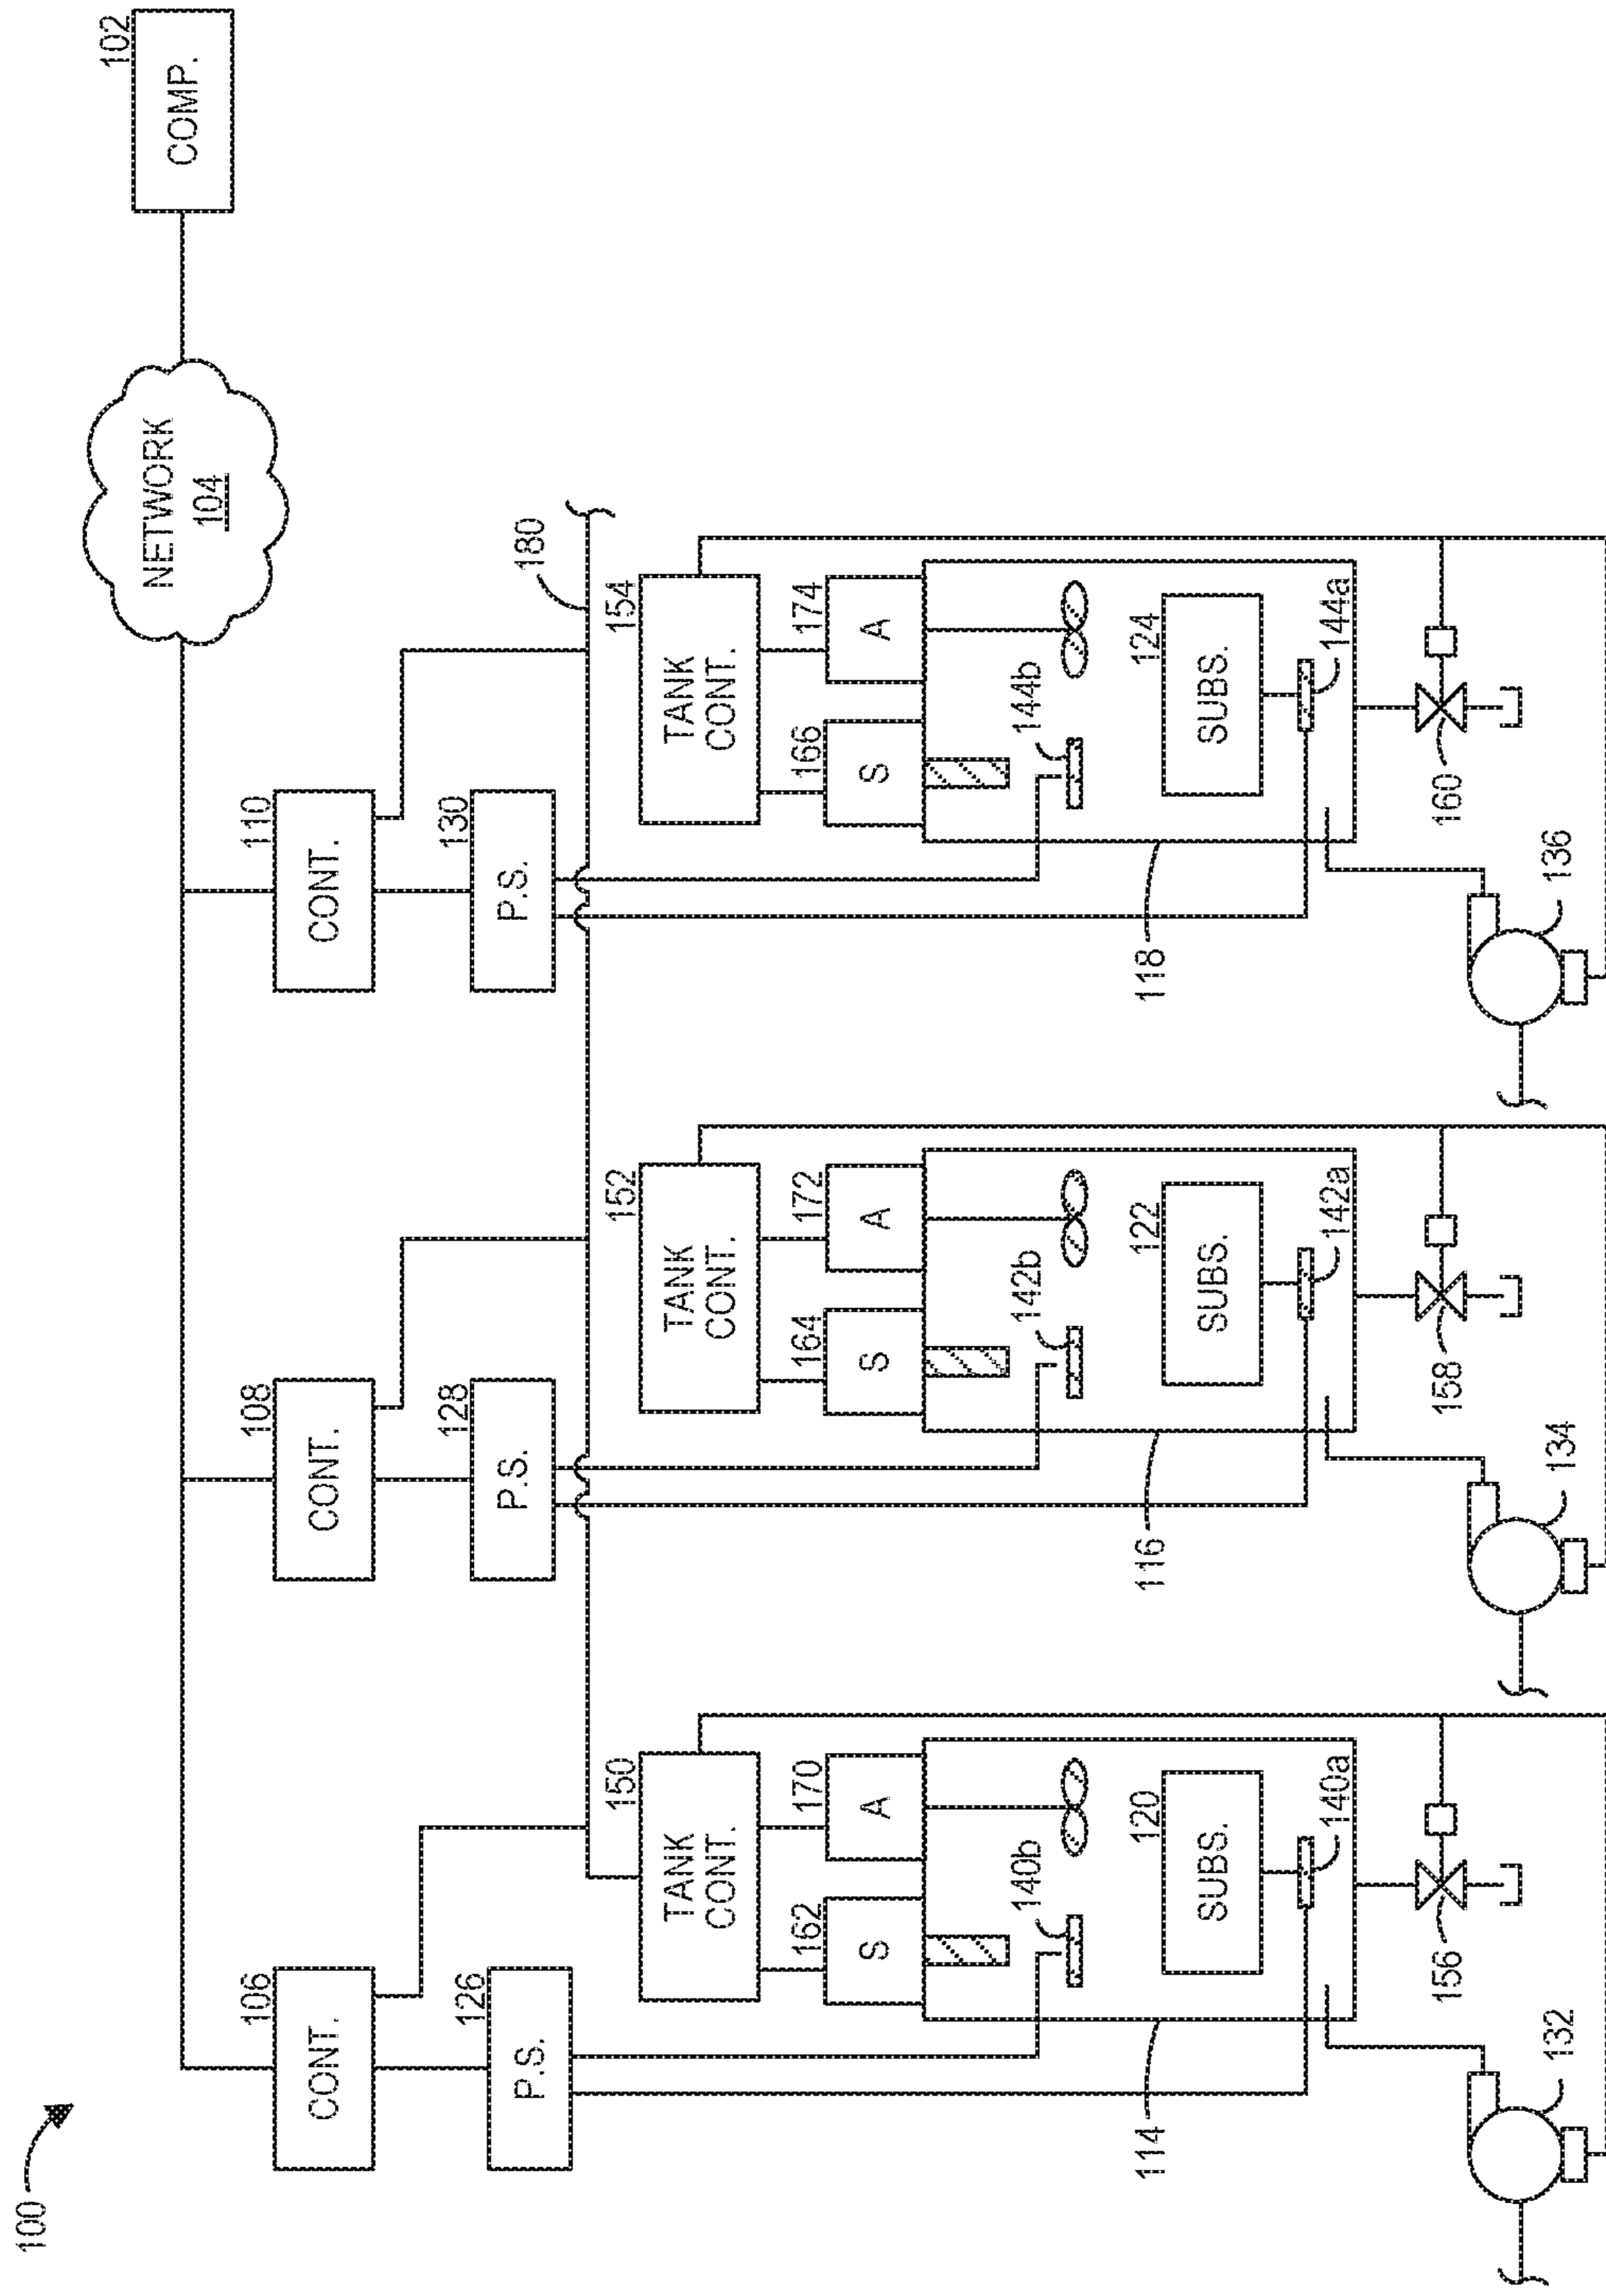 100
COMP.
102
NETWORK
104
CONT.
106
CONT.
108
CONT.
110
P.S.
126
P.S.
128
P.S.
130
180
TANK
CONT.
150
TANK
CONT.
152
TANK
CONT.
154
S
162
A
170
S
164
A
172
S
166
A
174
140b
142b
144b
114
SUBS.
120
140a
116
SUBS.
122
142a
118
SUBS.
124
144a
156
158
160
132
134
136